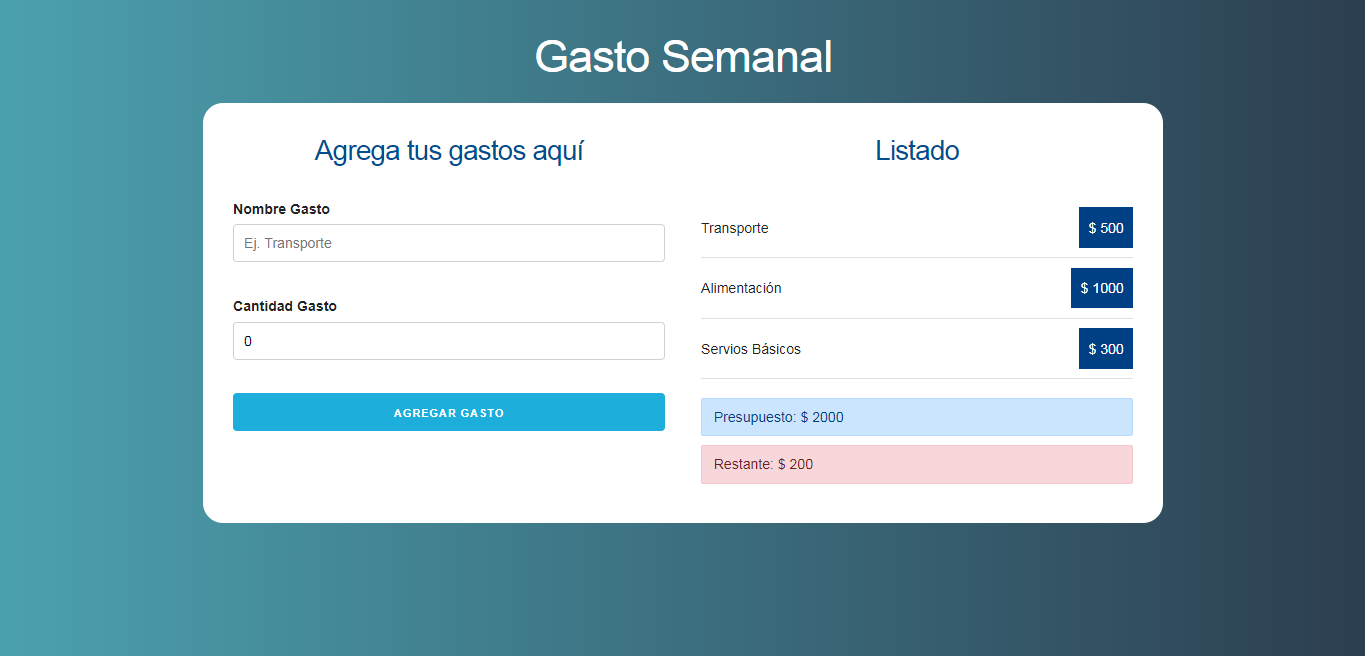 Gasto Semanal
Agrega tus gastos aquí
Nombre Gasto
Ej. Transporte
Cantidad Gasto
0
AGREGAR GASTO
Listado
Transporte
$ 500
Alimentación
$ 1000
Servios Básicos
$ 300
Presupuesto: $ 2000
Restante: $ 200